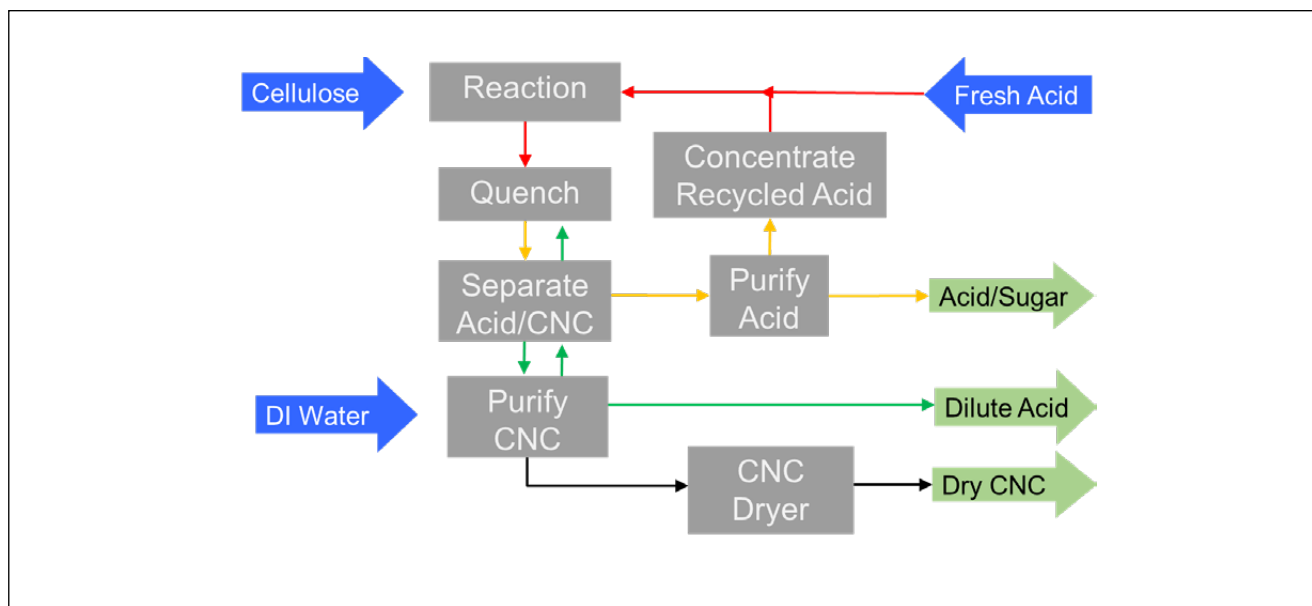 Cellulose
Reaction
Fresh Acid
Concentrate
Recycled Acid
Quench
Separate
Acid/CNC
Purify
Acid
Acid/Sugar
DI Water
Purify
CNC
Dilute Acid
CNC
Dryer
Dry CNC